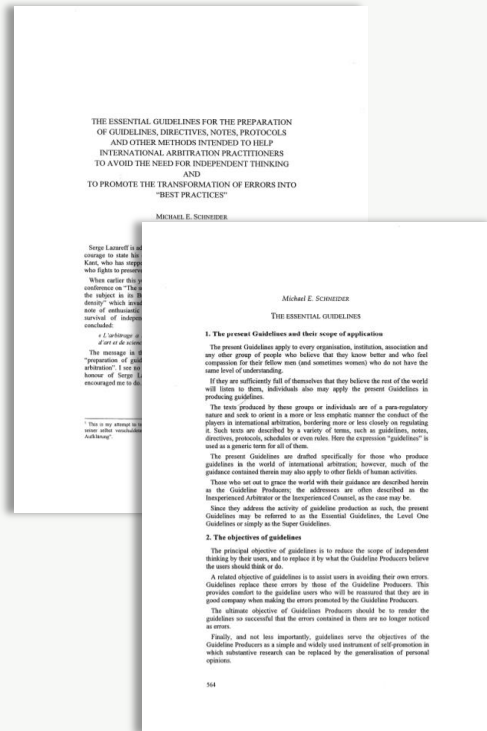 THE ESSENTIAL GUIDELINES FOR THE PREPARATION
OF GUIDELINES, DIRECTIVES, NOTES, PROTOCOLS
AND OTHER METHODS INTENDED TO HELP
INTERNATIONAL ARBITRATION PRACTITIONERS
TO AVOID THE NEED FOR INDEPENDENT THINKING
AND
TO PROMOTE THE TRANSFORMATION OF ERRORS INTO
"BEST PRACTICES"
MICHAEL E. SCHNEIDER
Serge Lazareff is
courage to state his
Kant, who has
who fights to
When earlier this
conference on "The
the subject in its
density" which
note of enthusiastic
survival of
concluded:
« L'arbitrage a
d'art et de
The message in
"preparation of
arbitration". I see no
honour of Serge
encouraged me to do.
1 This is my attempt to
Aufklärung".
Michael E. SCHNEIDER
THE ESSENTIAL GUIDELINES
1. The present Guidelines and their scope of application
The present Guidelines apply to every organisation, institution, association and
any other group of people who believe that they know better and who feel
compassion for their fellow men (and sometimes women) who do not have the
same level of understanding.
If they are sufficiently full of themselves that they believe the rest of the world
will listen to them, individuals also may apply the present Guidelines in
producing guidelines.
The texts produced by these groups or individuals are of a para-regulatory
nature and seek to orient in a more or less emphatic manner the conduct of the
players in international arbitration, bordering more or less closely on regulating
it. Such texts are described by a variety of terms, such as guidelines, notes,
directives, protocols, schedules or even rules. Here the expression "guidelines" is
used as a generic term for all of them.
The present Guidelines are drafted specifically for those who produce
guidelines in the world of international arbitration; however, much of the
guidance contained therein may also apply to other fields of human activities.
Those who set out to grace the world with their guidance are described herein
as the Guideline Producers; the addressees are often described as the
Inexperienced Arbitrator or the Inexperienced Counsel, as the case may be.
Since they address the activity of guideline production as such, the present
Guidelines may be referred to as the Essential Guidelines, the Level One
Guidelines or simply as the Super Guidelines.
2. The objectives of guidelines
The principal objective of guidelines is to reduce the scope of independent
thinking by their users, and to replace it by what the Guideline Producers believe
the users should think or do.
A related objective of guidelines is to assist users in avoiding their own errors.
Guidelines replace these errors by those of the Guideline Producers. This
provides comfort to the guideline users who will be reassured that they are in
good company when making the errors promoted by the Guideline Producers.
The ultimate objective of Guidelines Producers should be to render the
guidelines so successful that the errors contained in them are no longer noticed
as errors.
Finally, and not less importantly, guidelines serve the objectives of the
Guideline Producers as a simple and widely used instrument of self-promotion in
which substantive research can be replaced by the generalisation of personal
opinions.
564